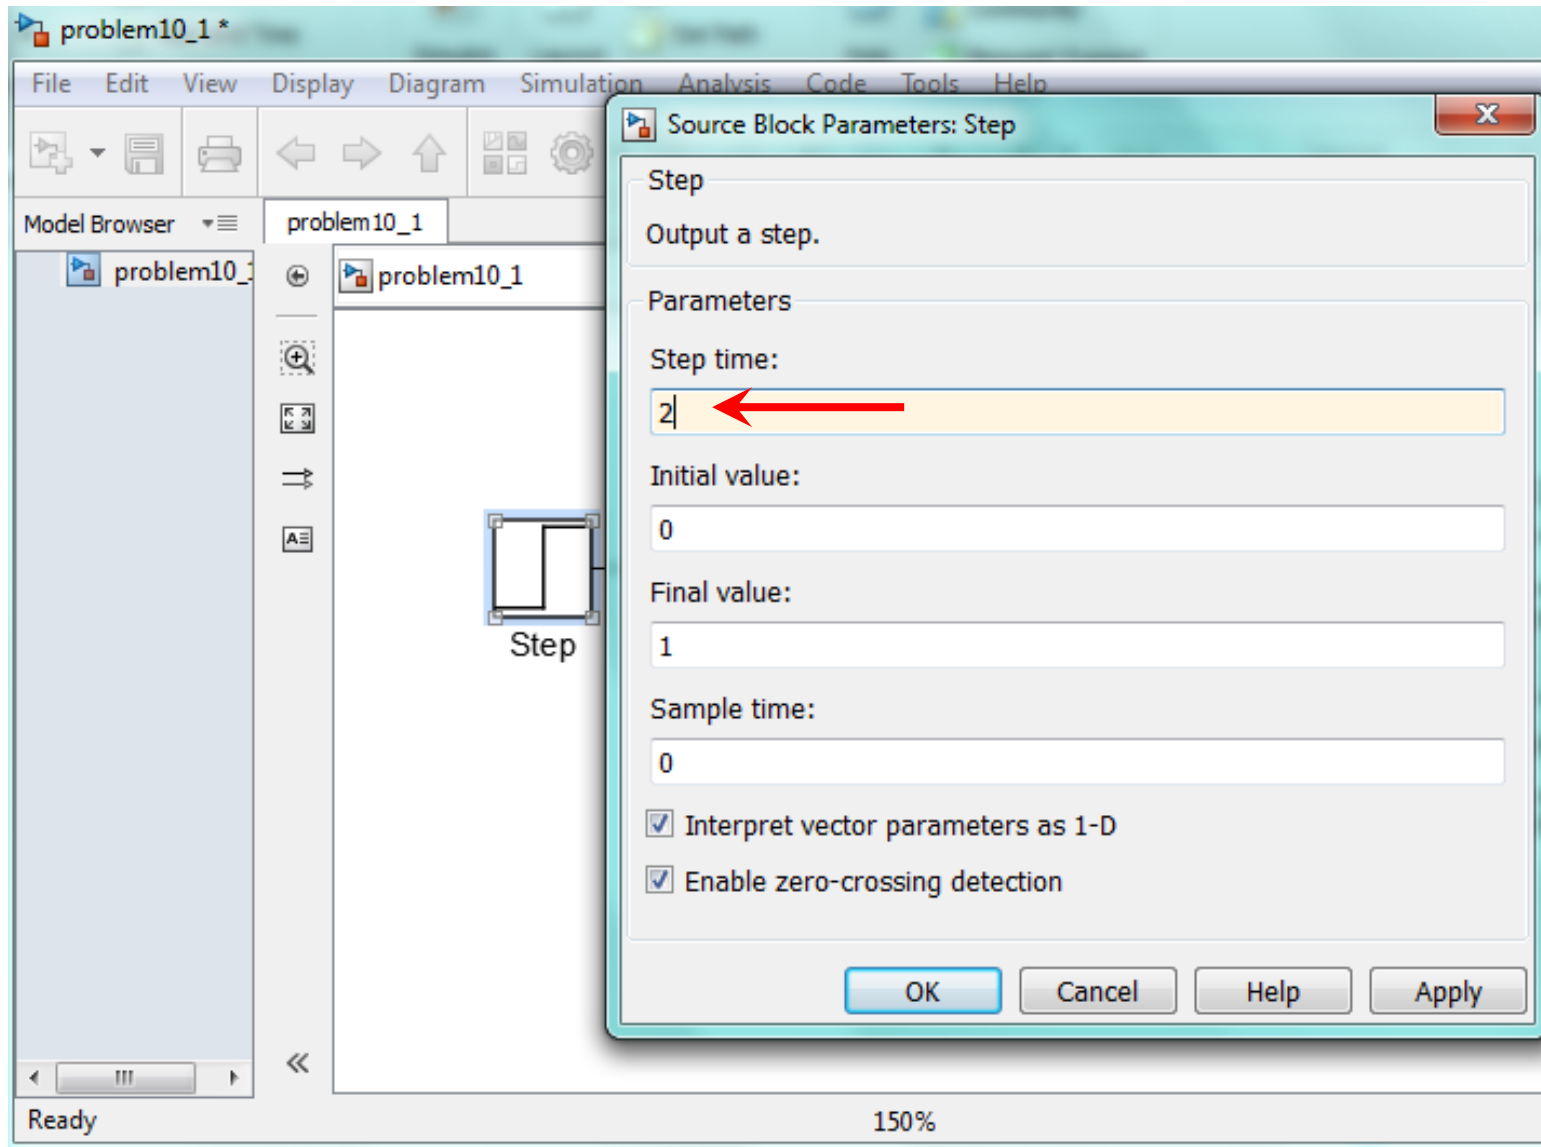 problem10_1 *
File Edit View Display Diagram Simulation Analysis Code Tools Help
Model Browser
problem10_1
problem10_
problem10_1
Step
Source Block Parameters: Step
Step
Output a step.
Parameters
Step time:
2
Initial value:
0
Final value:
1
Sample time:
0
Interpret vector parameters as 1-D
Enable zero-crossing detection
OK Cancel Help Apply
Ready
150%